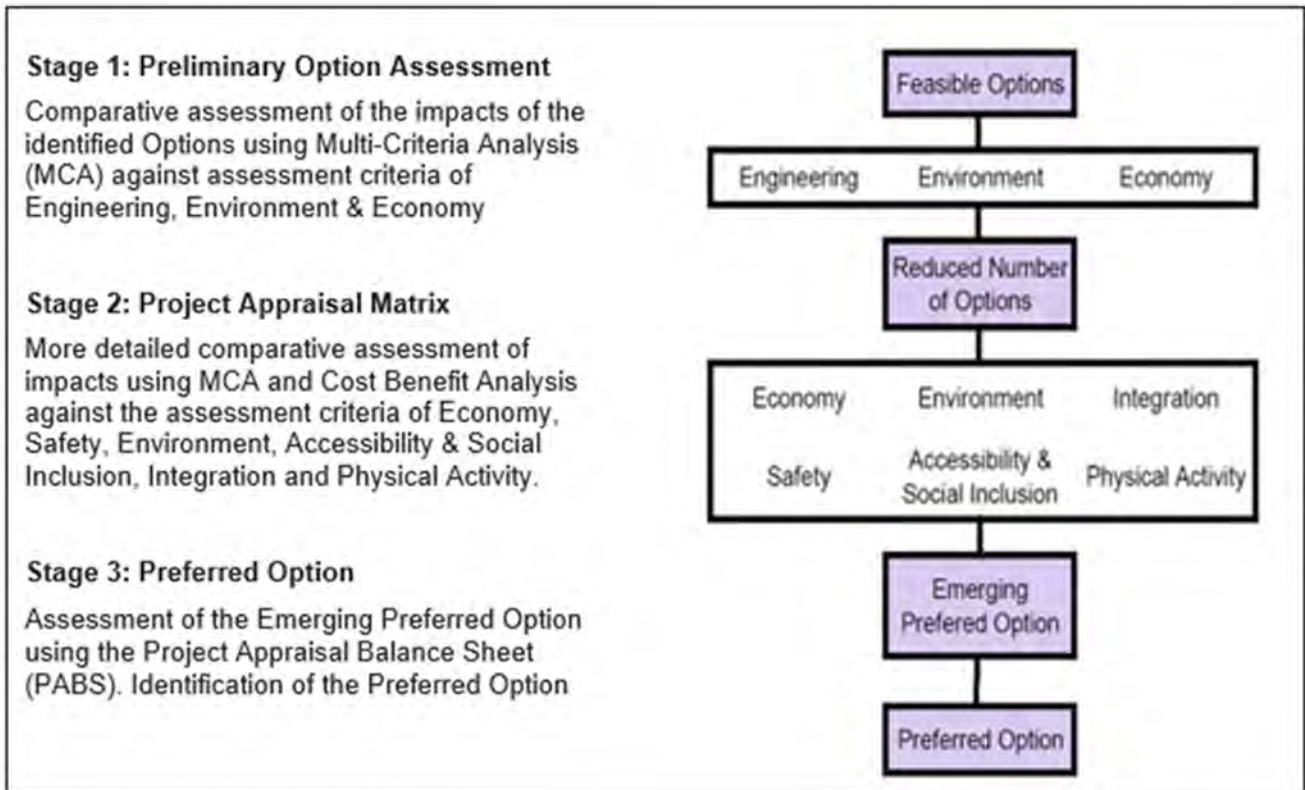 Stage 1: Preliminary Option Assessment
Comparative assessment of the impacts of the
identified Options using Multi-Criteria Analysis
(MCA) against assessment criteria of
Engineering, Environment & Economy
Stage 2: Project Appraisal Matrix
More detailed comparative assessment of
impacts using MCA and Cost Benefit Analysis
against the assessment criteria of Economy,
Safety, Environment, Accessibility & Social
Inclusion, Integration and Physical Activity.
Stage 3: Preferred Option
Assessment of the Emerging Preferred Option
using the Project Appraisal Balance Sheet
(PABS). Identification of the Preferred Option
Feasible Options
Engineering Environment Economy
Reduced Number
of Options
Economy Environment Integration
Safety Accessibility &
Social Inclusion Physical Activity
Emerging
Prefered Option
Preferred Option